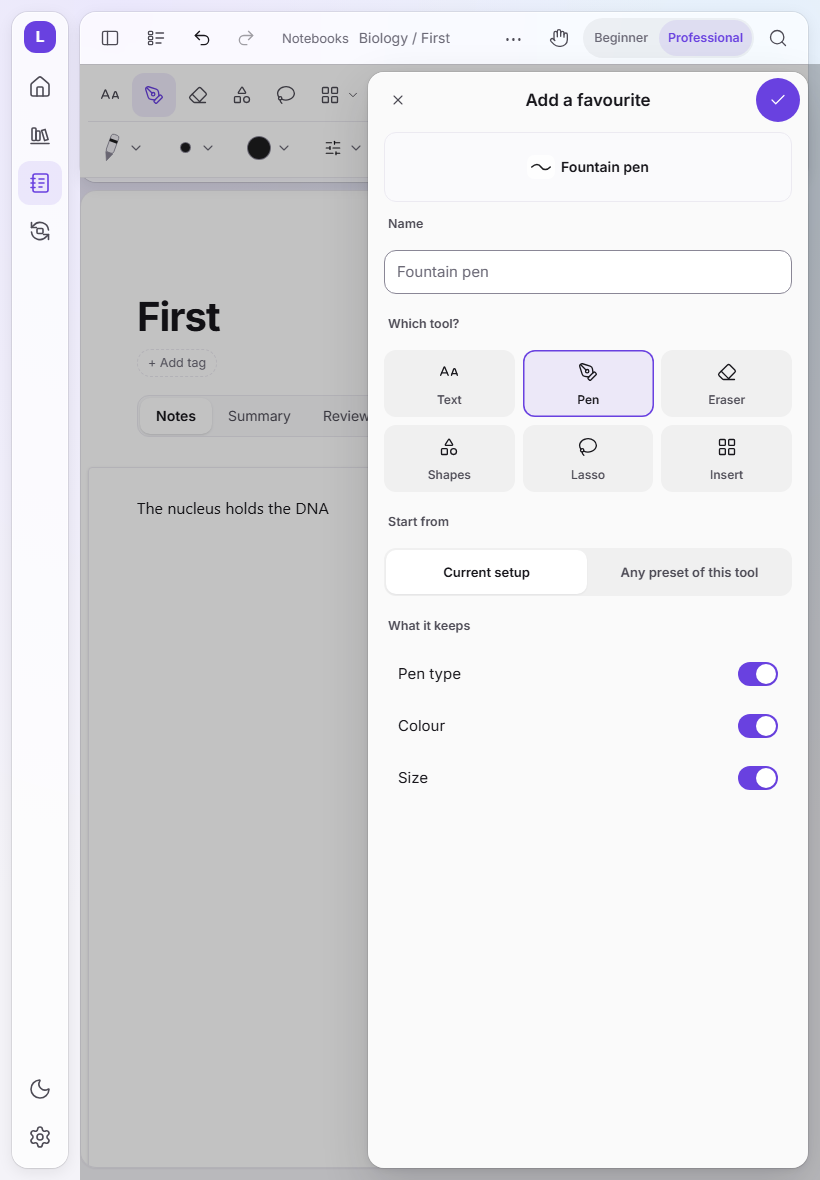 L
Notebooks Biology / First
Beginner Professional
Add a favourite
Fountain pen
Name
Fountain pen
Which tool?
Text Pen Eraser
Shapes Lasso Insert
Start from
Current setup Any preset of this tool
What it keeps
Pen type
Colour
Size
AA
First
+ Add tag
Notes Summary Review
The nucleus holds the DNA